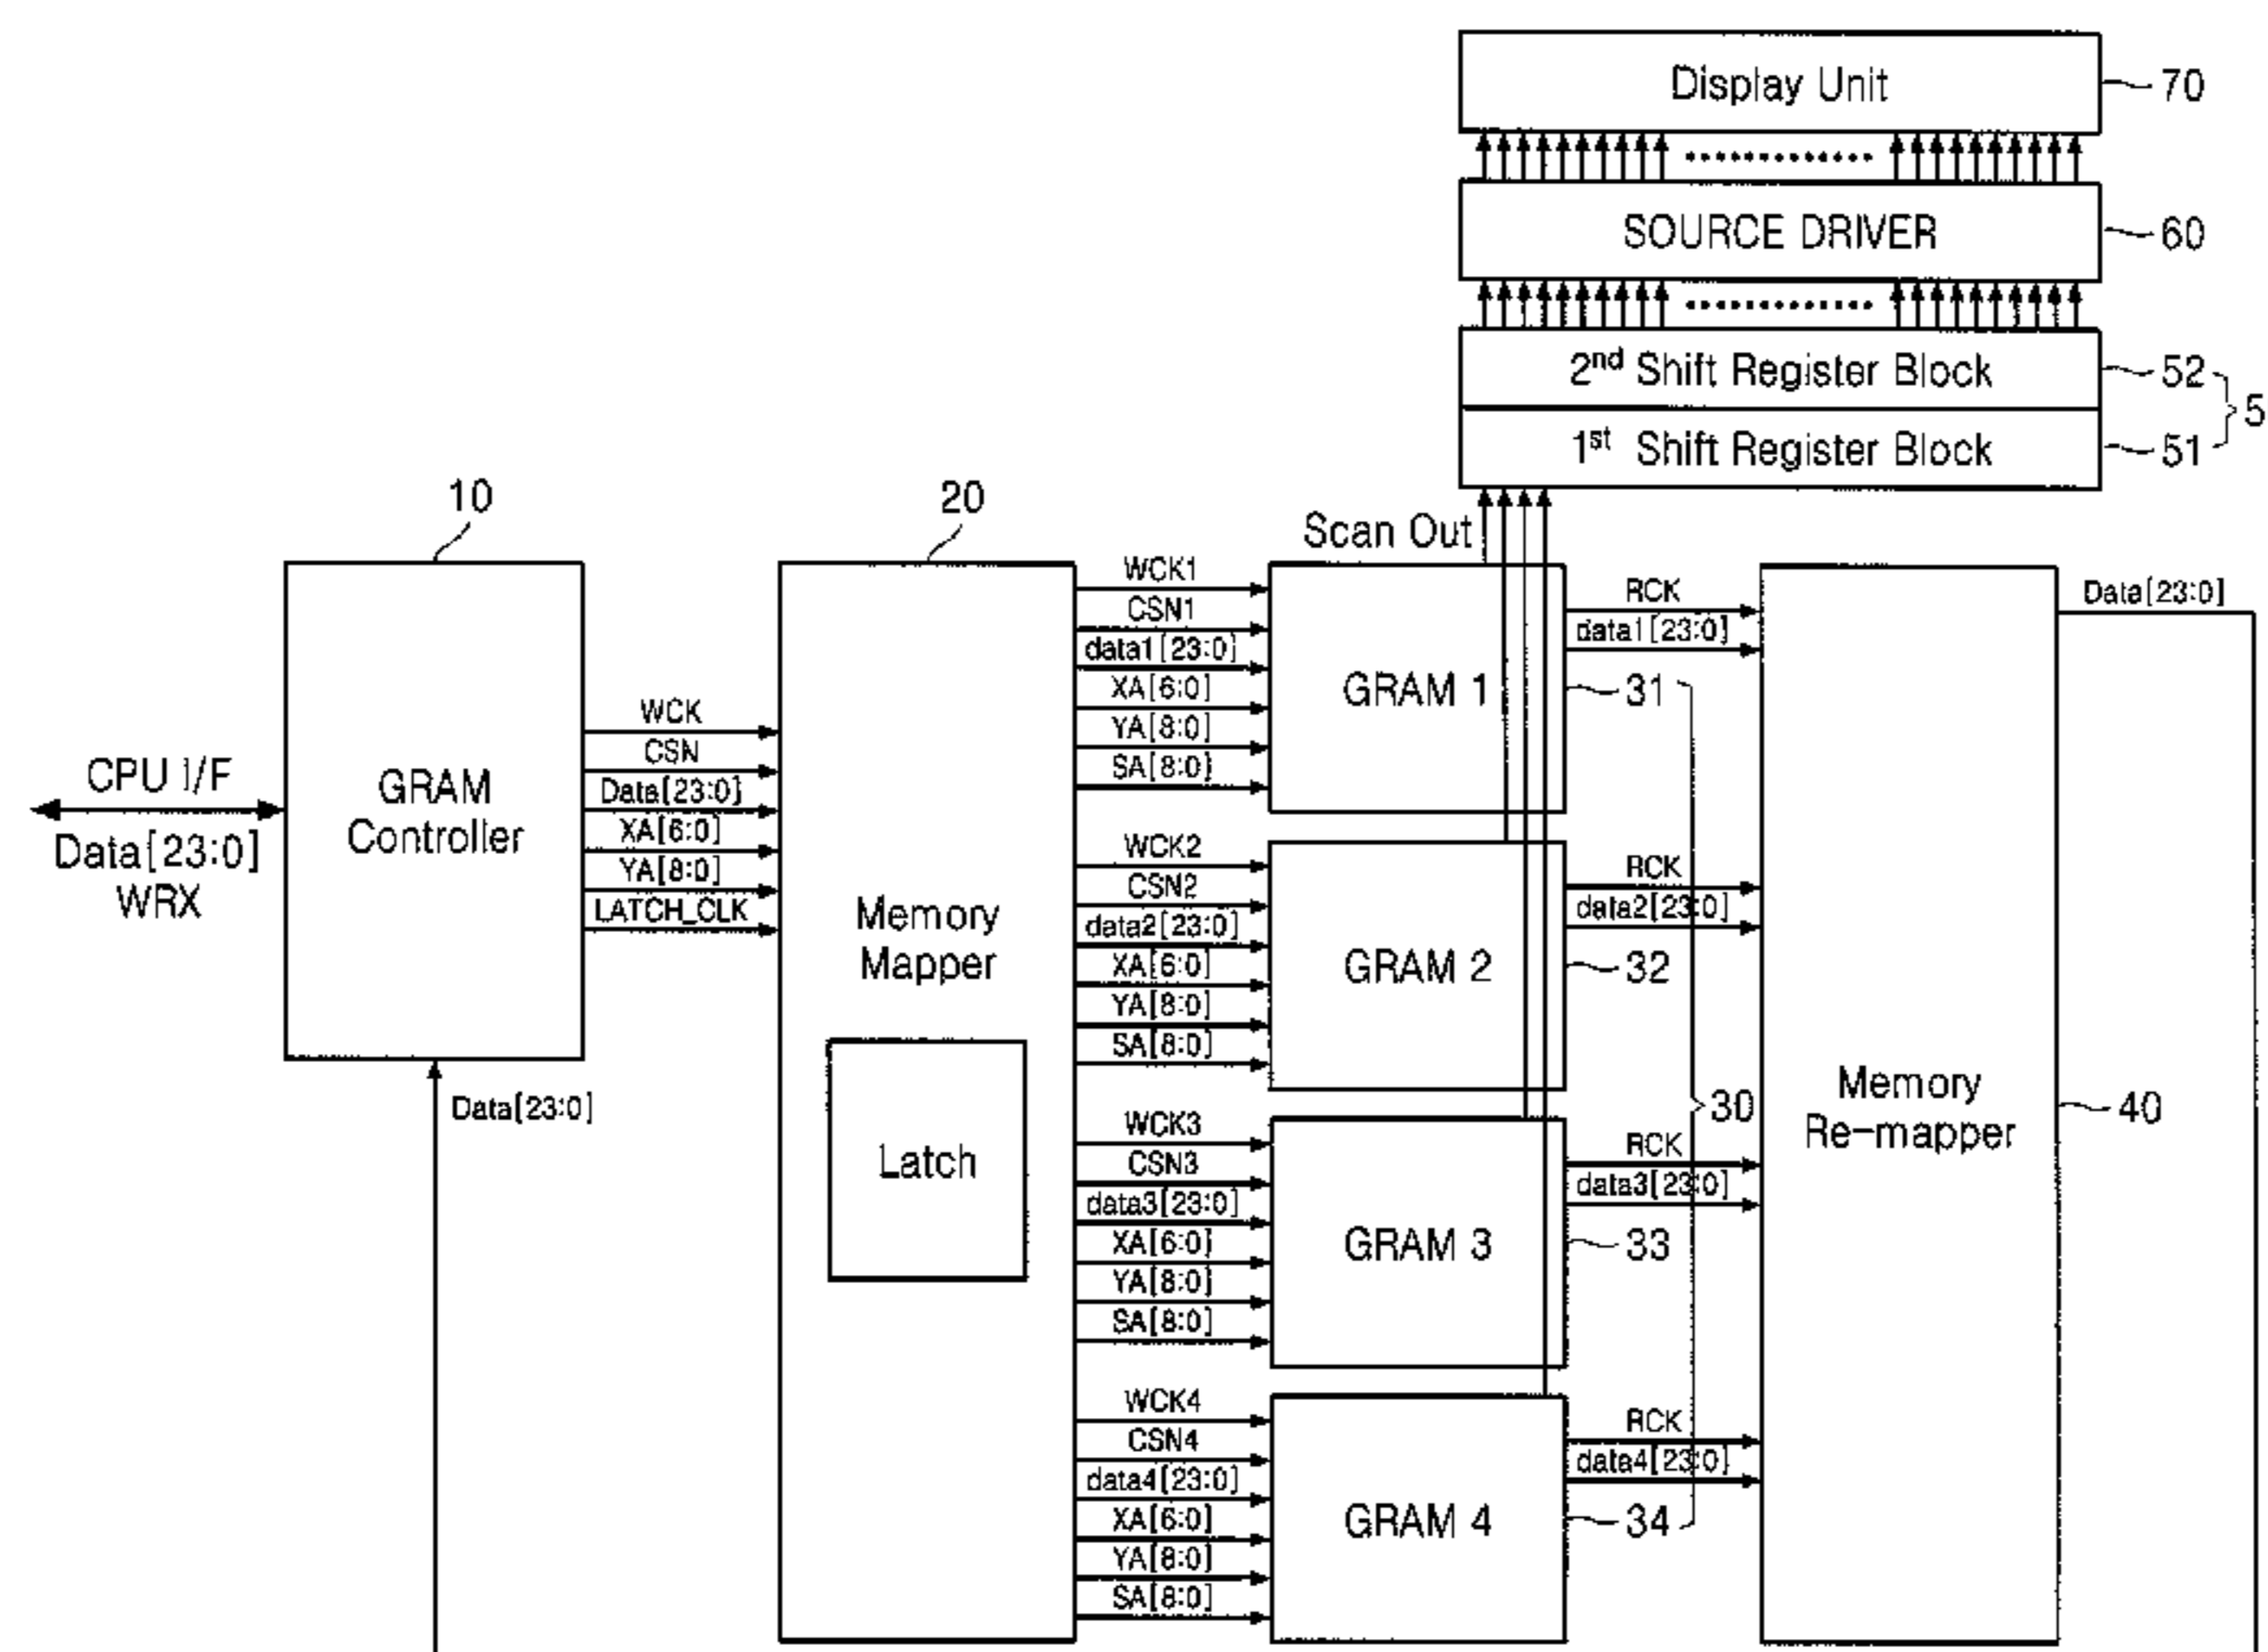 Display Unit
70
SOURCE DRIVER
60
2nd Shift Register Block
52
5
1st Shift Register Block
51
10
20
Scan Out
CPU I/F
Data[23:0]
WRX
GRAM
Controller
WCK
CSN
Data[23:0]
XA[6:0]
YA[8:0]
LATCH_CLK
Data[23:0]
Memory
Mapper
Latch
WCK1
CSN1
data1[23:0]
XA[6:0]
YA[8:0]
SA[8:0]
GRAM 1
31
RCK
data1[23:0]
WCK2
CSN2
data2[23:0]
XA[6:0]
YA[8:0]
SA[8:0]
GRAM 2
32
RCK
data2[23:0]
WCK3
CSN3
data3[23:0]
XA[6:0]
YA[8:0]
SA[8:0]
GRAM 3
33
RCK
data3[23:0]
WCK4
CSN4
data4[23:0]
XA[6:0]
YA[8:0]
SA[8:0]
GRAM 4
34
RCK
data4[23:0]
30
Memory
Re-mapper
40
Data[23:0]